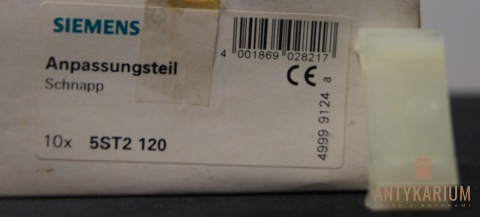 SIEMENS
4 001869 028217
Anpassungsteil
Schnapp
CE
10x 5ST2 120
4999 9124 a
ANTYKARIUM